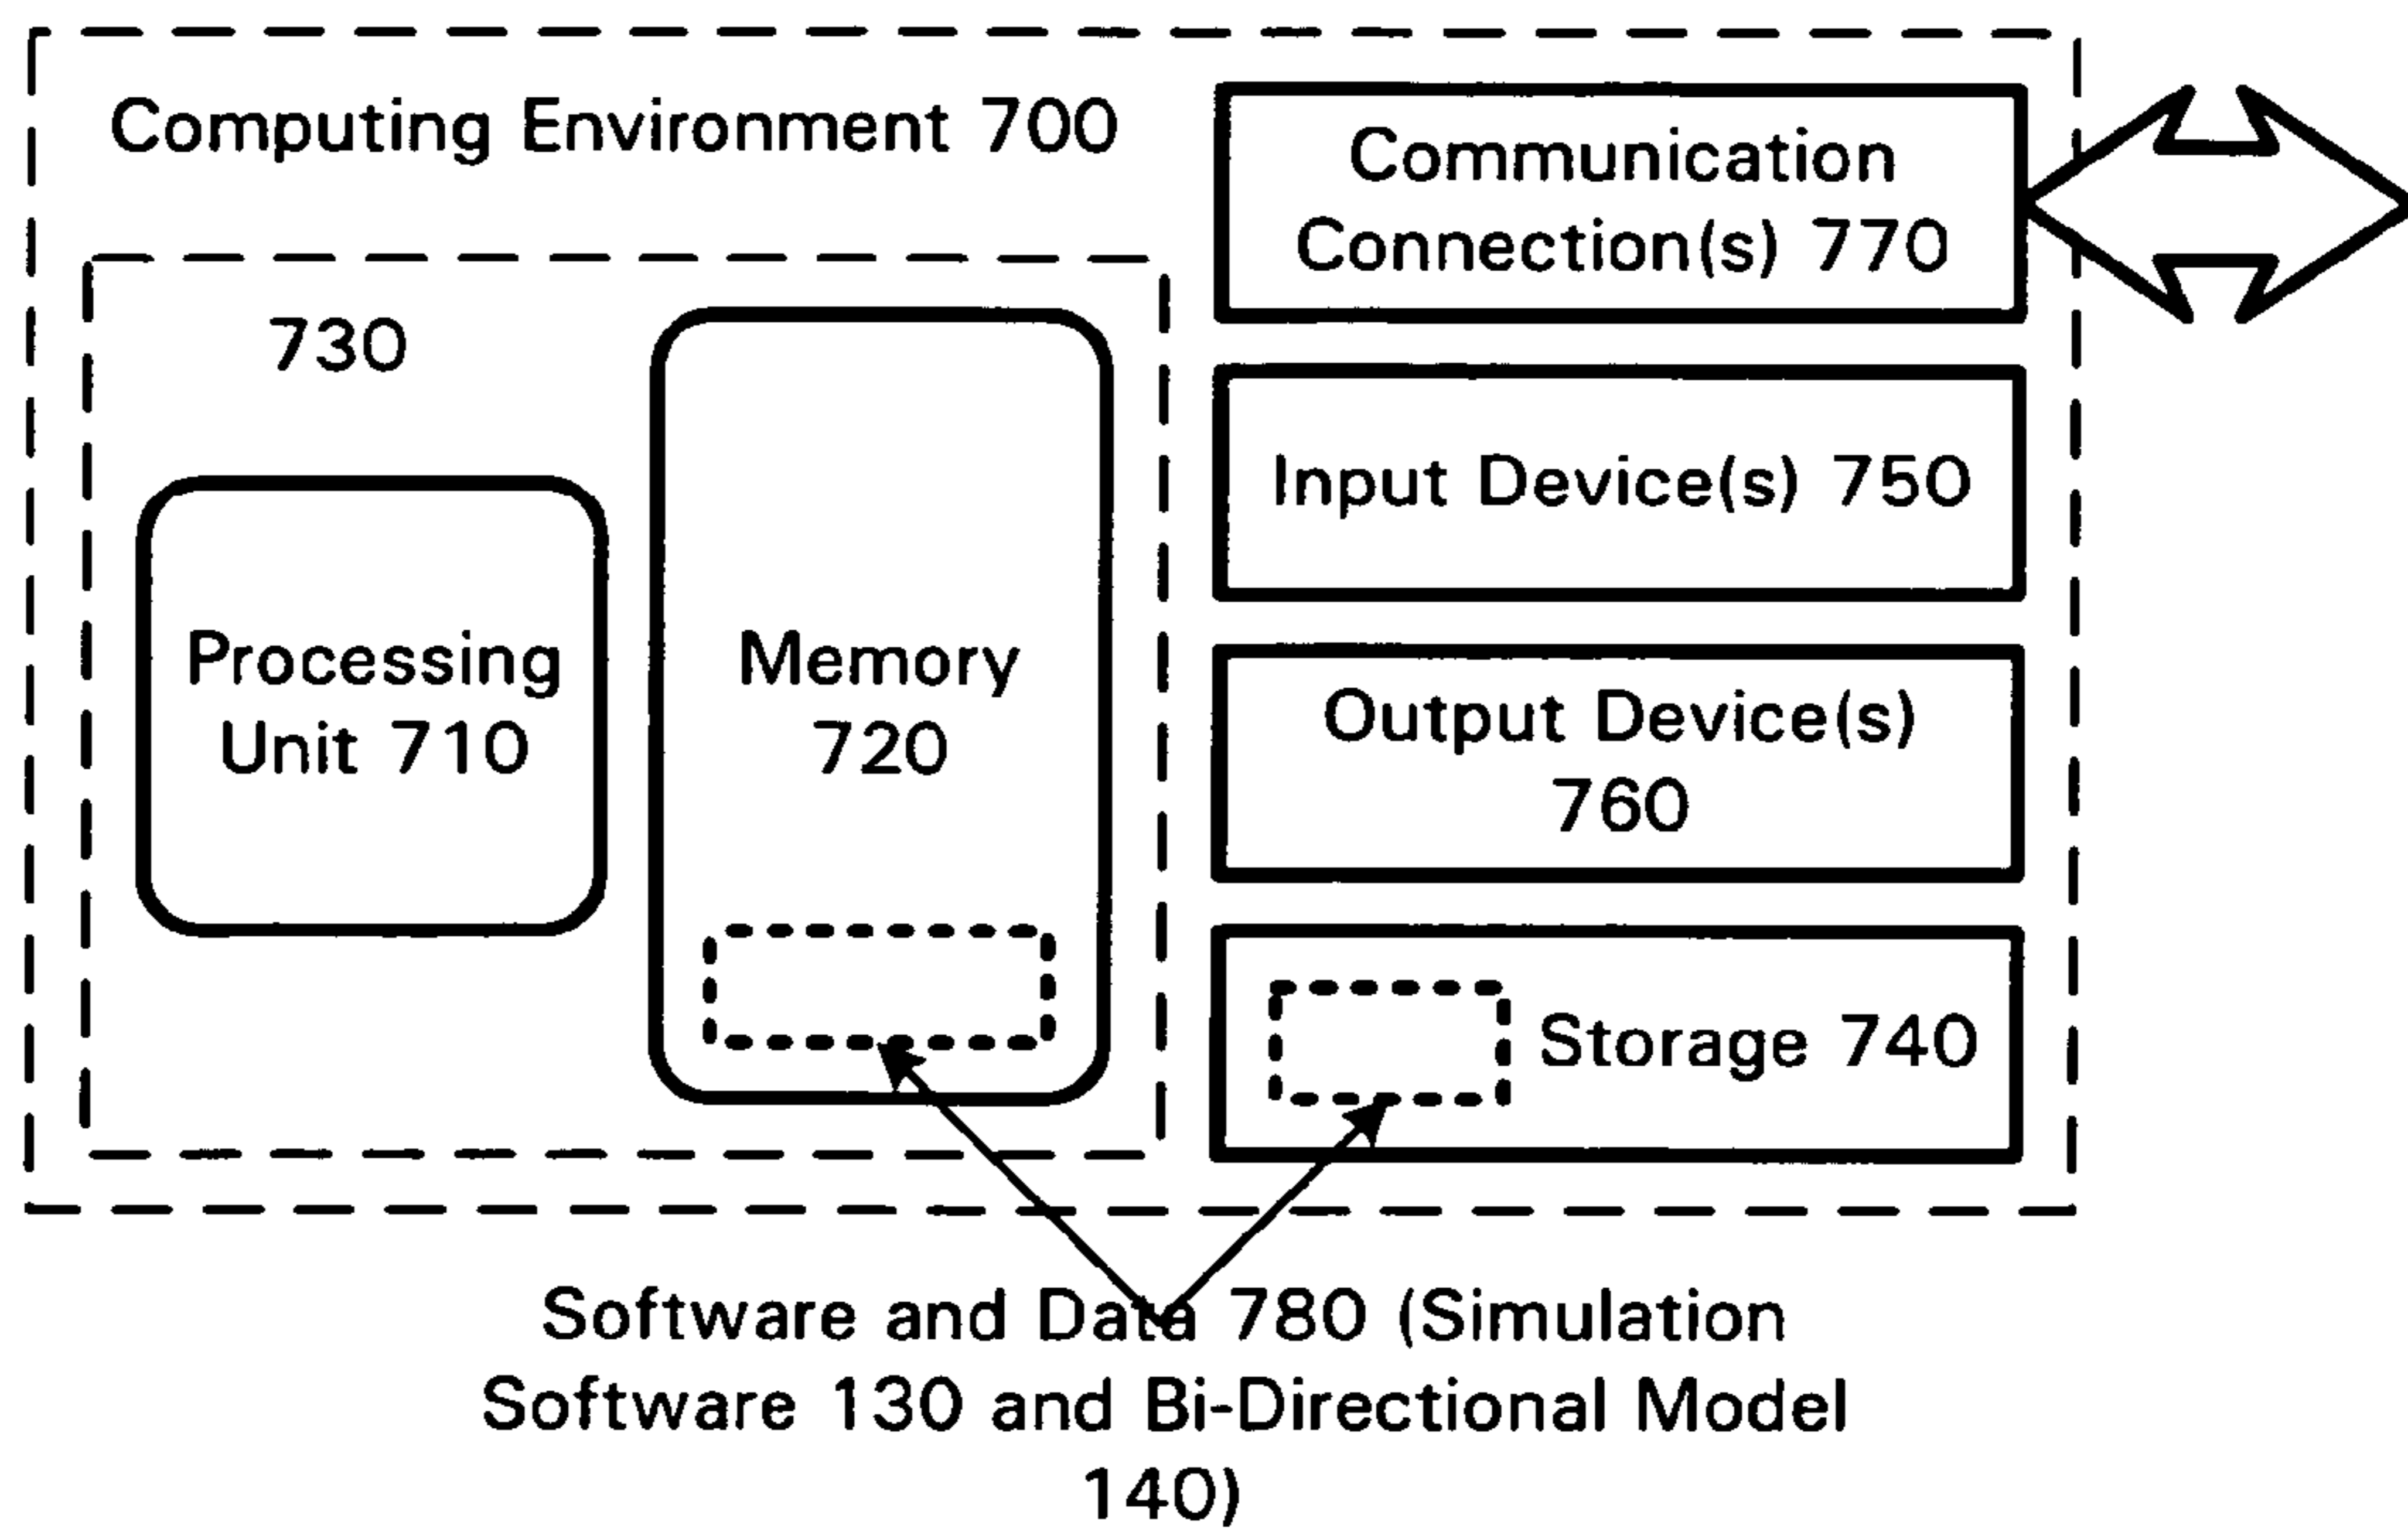 Computing Environment 700
730
Processing
Unit 710
Memory
720
Communication
Connection(s) 770
Input Device(s) 750
Output Device(s)
760
Storage 740
Software and Data 780 (Simulation
Software 130 and Bi-Directional Model
140)